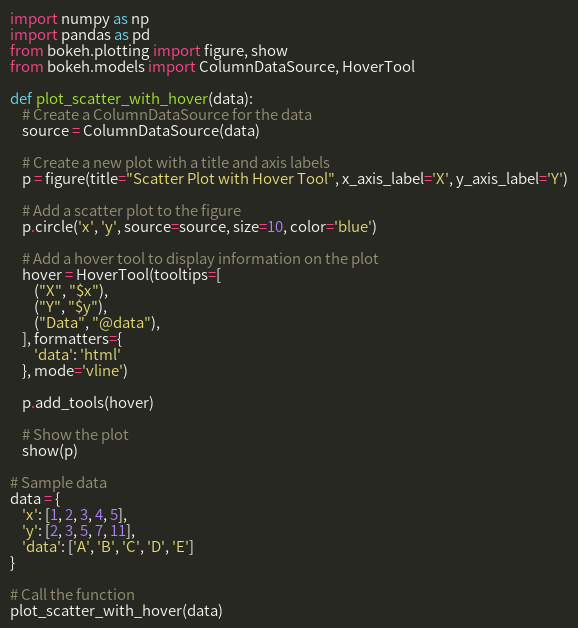 import numpy as np
import pandas as pd
from bokeh.plotting import figure, show
from bokeh.models import ColumnDataSource, HoverTool

def plot_scatter_with_hover(data):
    # Create a ColumnDataSource for the data
    source = ColumnDataSource(data)

    # Create a new plot with a title and axis labels
    p = figure(title="Scatter Plot with Hover Tool", x_axis_label='X', y_axis_label='Y')

    # Add a scatter plot to the figure
    p.circle('x', 'y', source=source, size=10, color='blue')

    # Add a hover tool to display information on the plot
    hover = HoverTool(tooltips=[
        ("X", "$x"),
        ("Y", "$y"),
        ("Data", "@data"),
    ], formatters={
        'data': 'html'
    }, mode='vline')

    p.add_tools(hover)

    # Show the plot
    show(p)

# Sample data
data = {
    'x': [1, 2, 3, 4, 5],
    'y': [2, 3, 5, 7, 11],
    'data': ['A', 'B', 'C', 'D', 'E']
}

# Call the function
plot_scatter_with_hover(data)